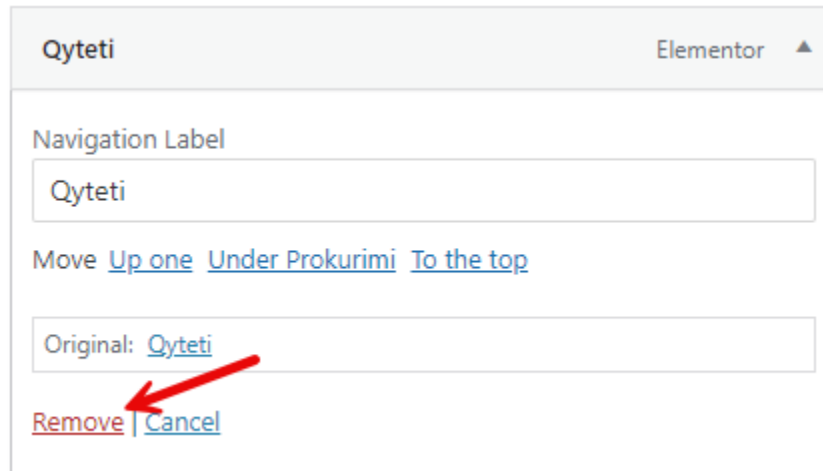 Qyteti Elementor ▲
Navigation Label
Qyteti
Move Up one Under Prokurimi To the top
Original: Qyteti
Remove | Cancel